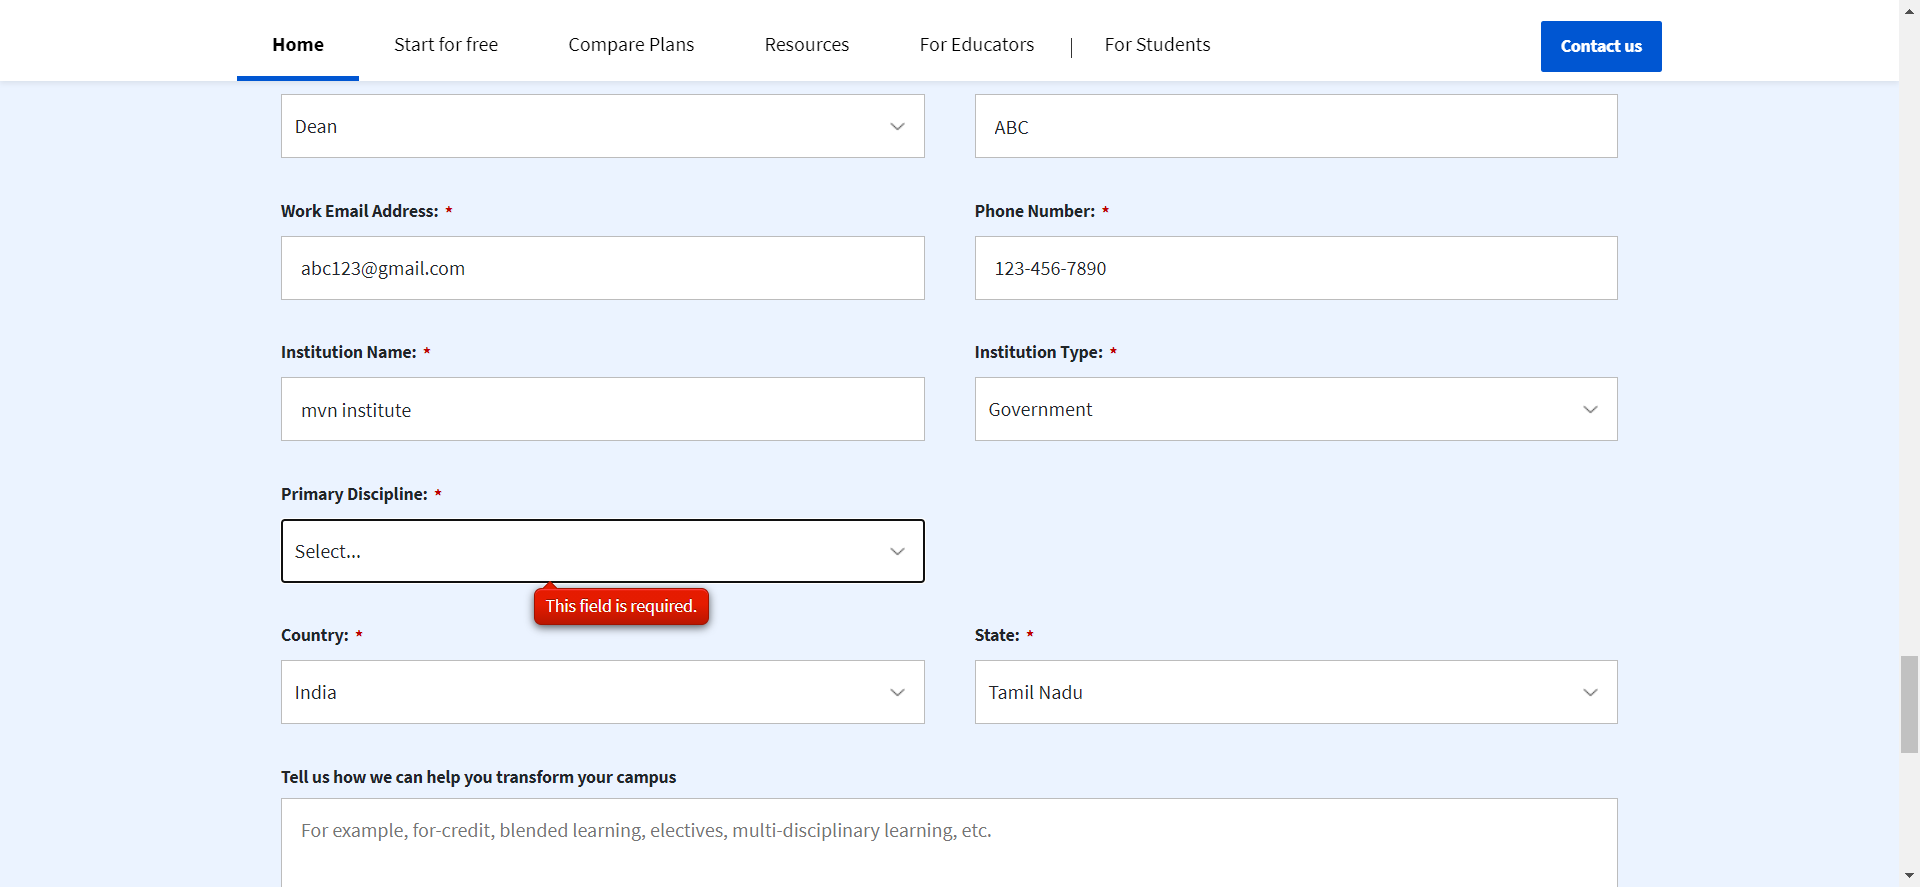 Home Start for free Compare Plans Resources For Educators | For Students Contact us
Dean ABC
Work Email Address: * Phone Number: *
abc123@gmail.com 123-456-7890
Institution Name: * Institution Type: *
mvn institute Government
Primary Discipline: *
Select...
This field is required.
Country: * State: *
India Tamil Nadu
Tell us how we can help you transform your campus
For example, for-credit, blended learning, electives, multi-disciplinary learning, etc.